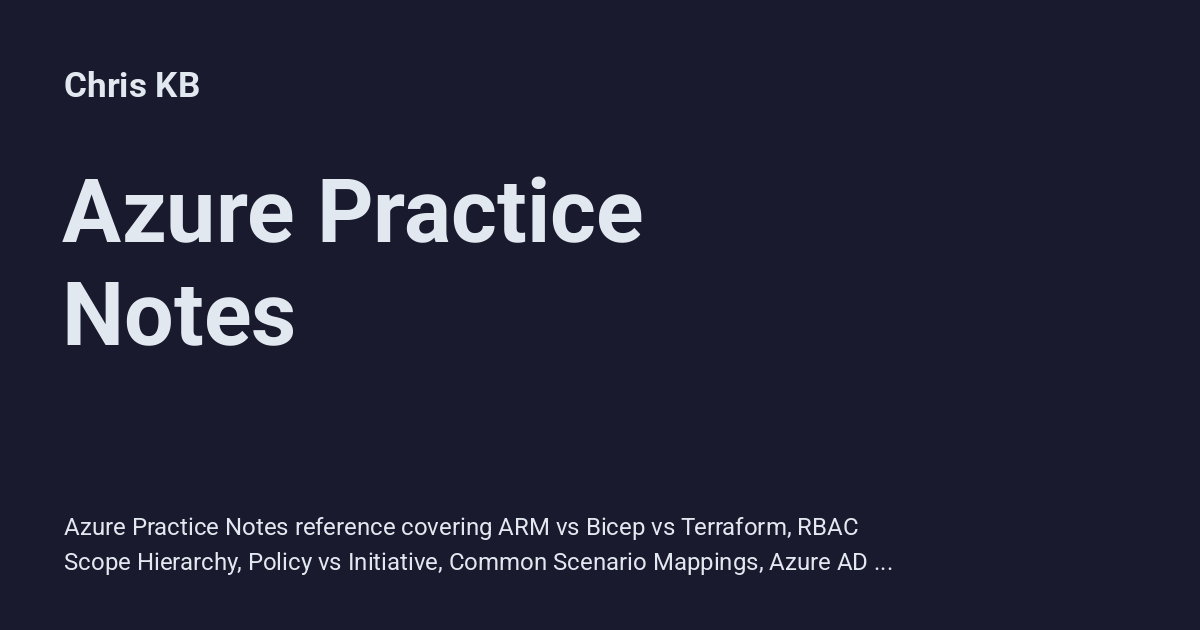 Chris KB
Azure Practice
Notes
Azure Practice Notes reference covering ARM vs Bicep vs Terraform, RBAC
Scope Hierarchy, Policy vs Initiative, Common Scenario Mappings, Azure AD ...